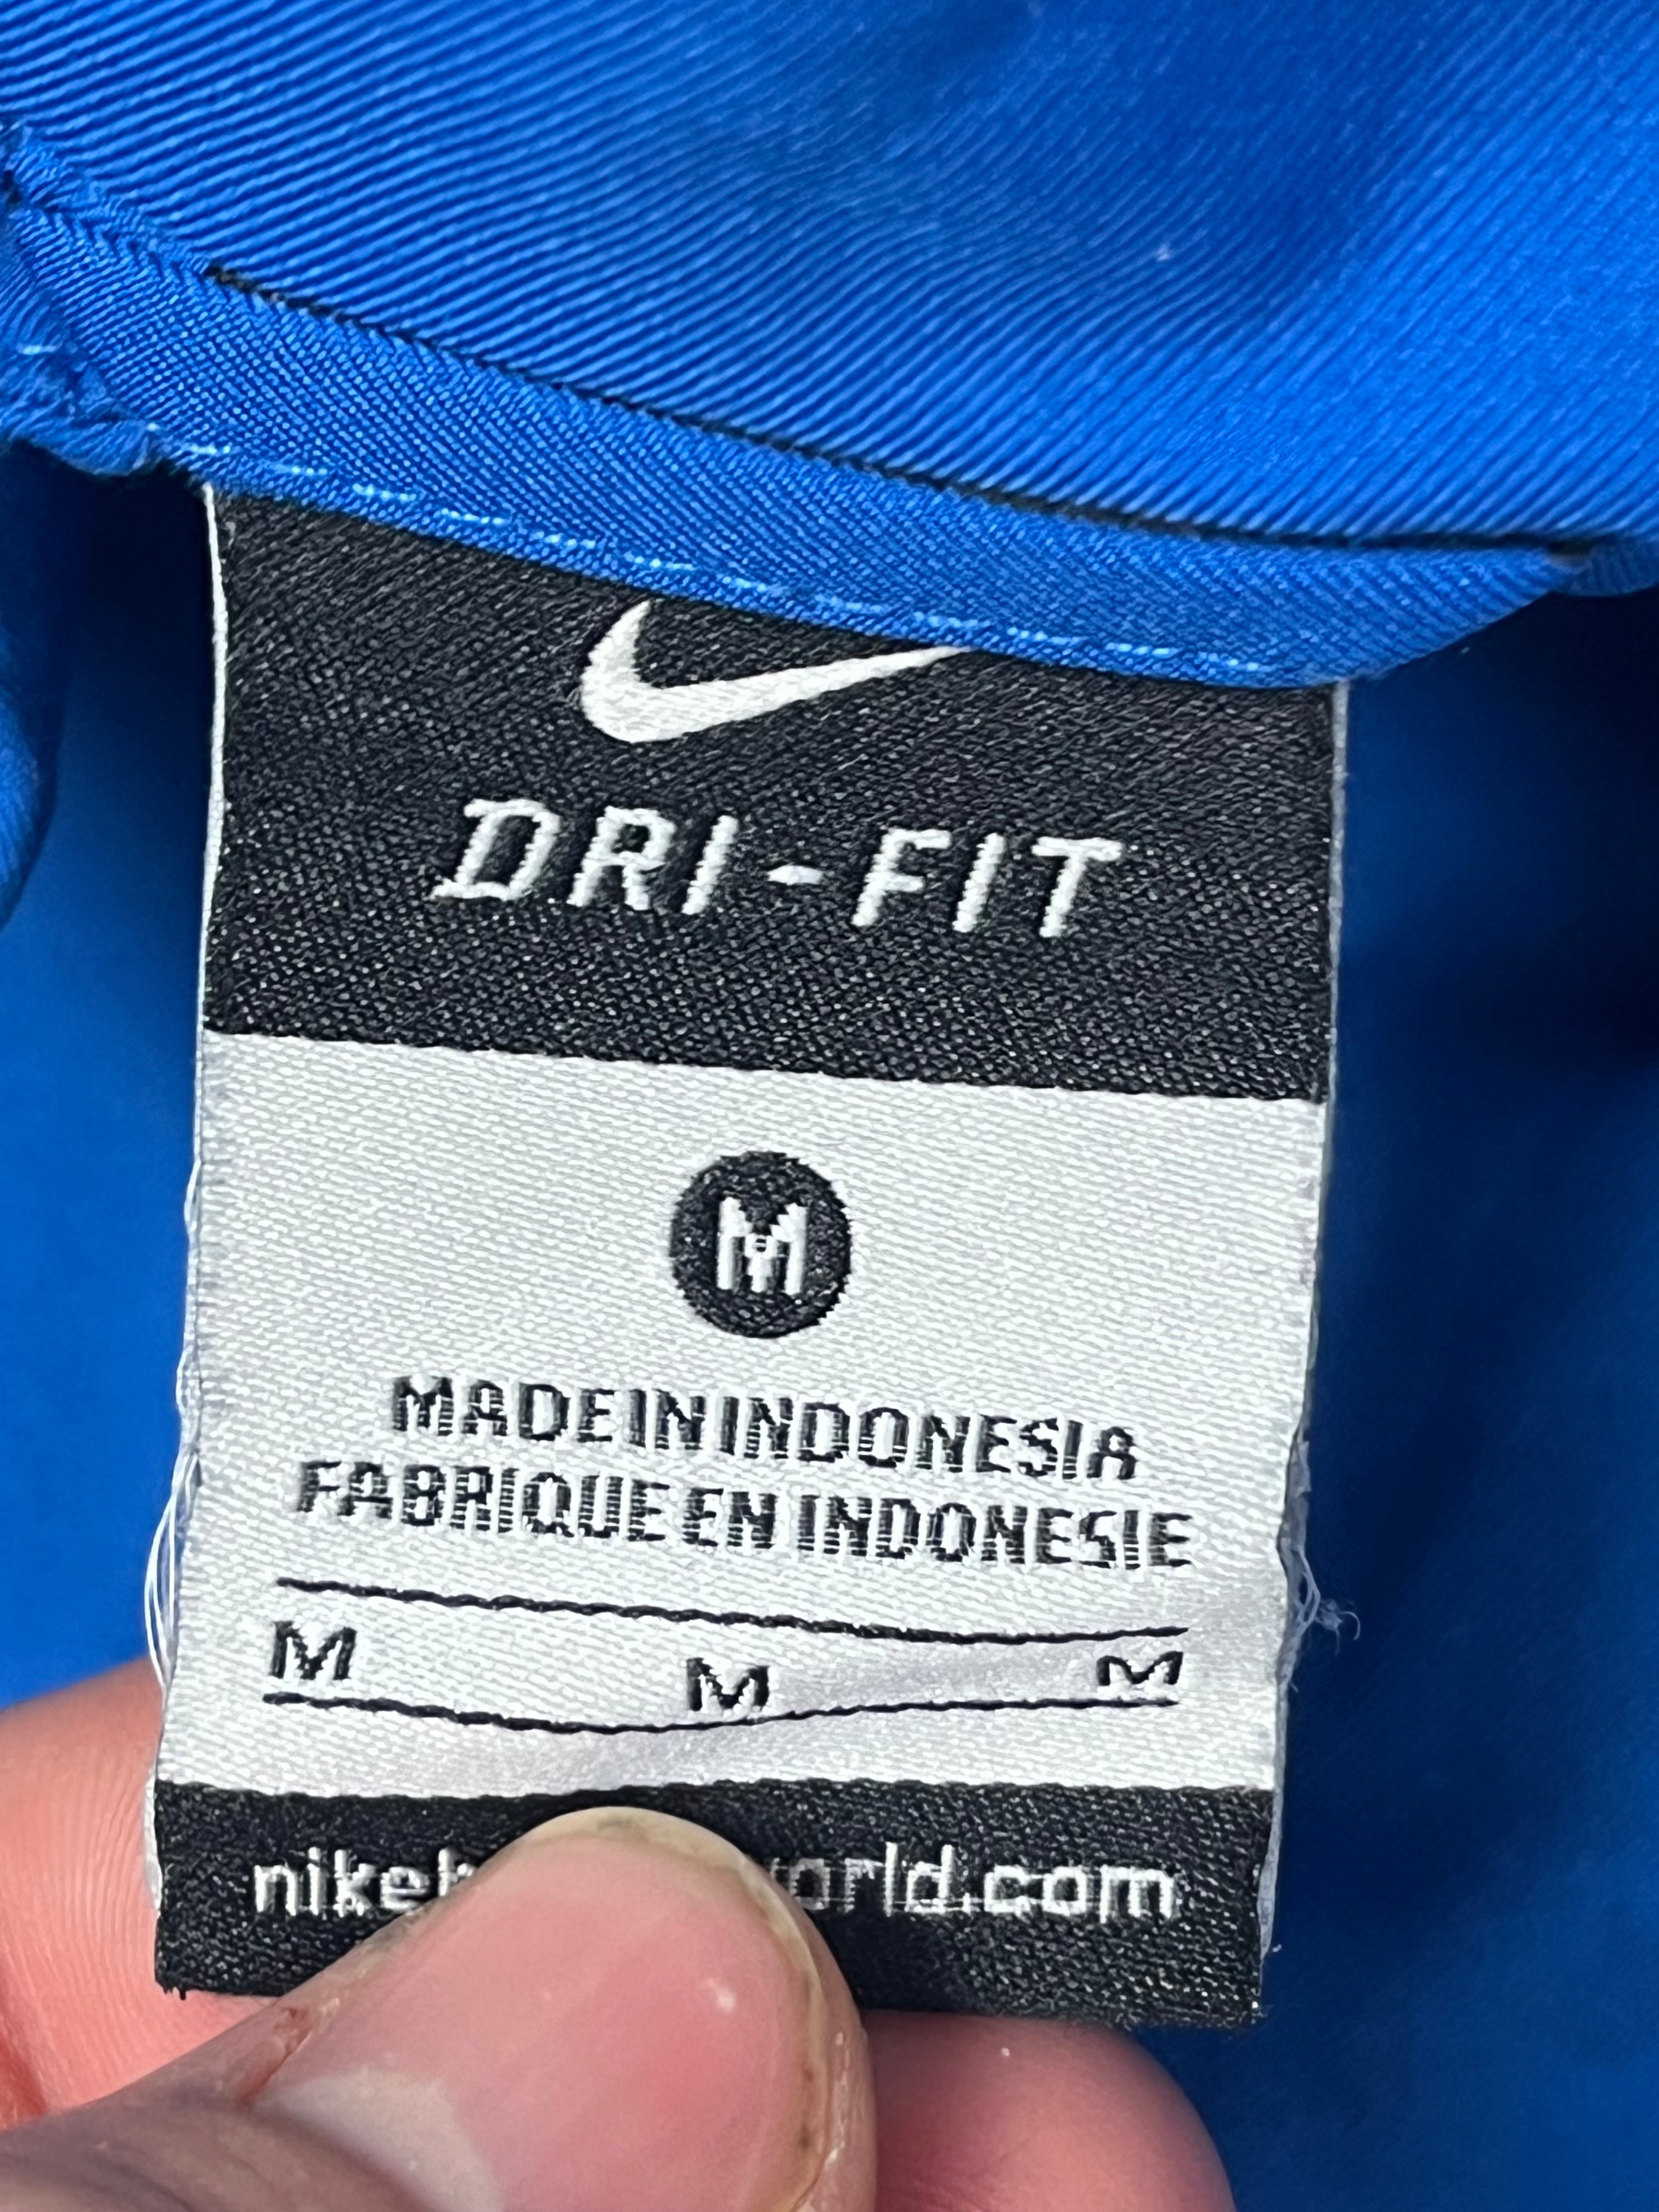 DRI-FIT
M
MADE IN INDONESIA
FABRIQUE EN INDONESIE
M M M